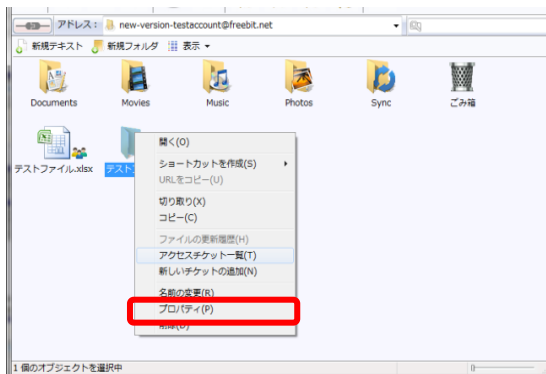 アドレス： new-version-testaccount@freebit.net
新規テキスト 新規フォルダ 表示
Documents Movies Music Photos Sync ごみ箱
テストファイル.xlsx テスト
開く(O)
ショートカットを作成(S)
URLをコピー(U)
切り取り(X)
コピー(C)
ファイルの更新履歴(H)
アクセスチケット一覧(T)
新しいチケットの追加(N)
名前の変更(R)
プロパティ(P)
削除(D)
1 個のオブジェクトを選択中